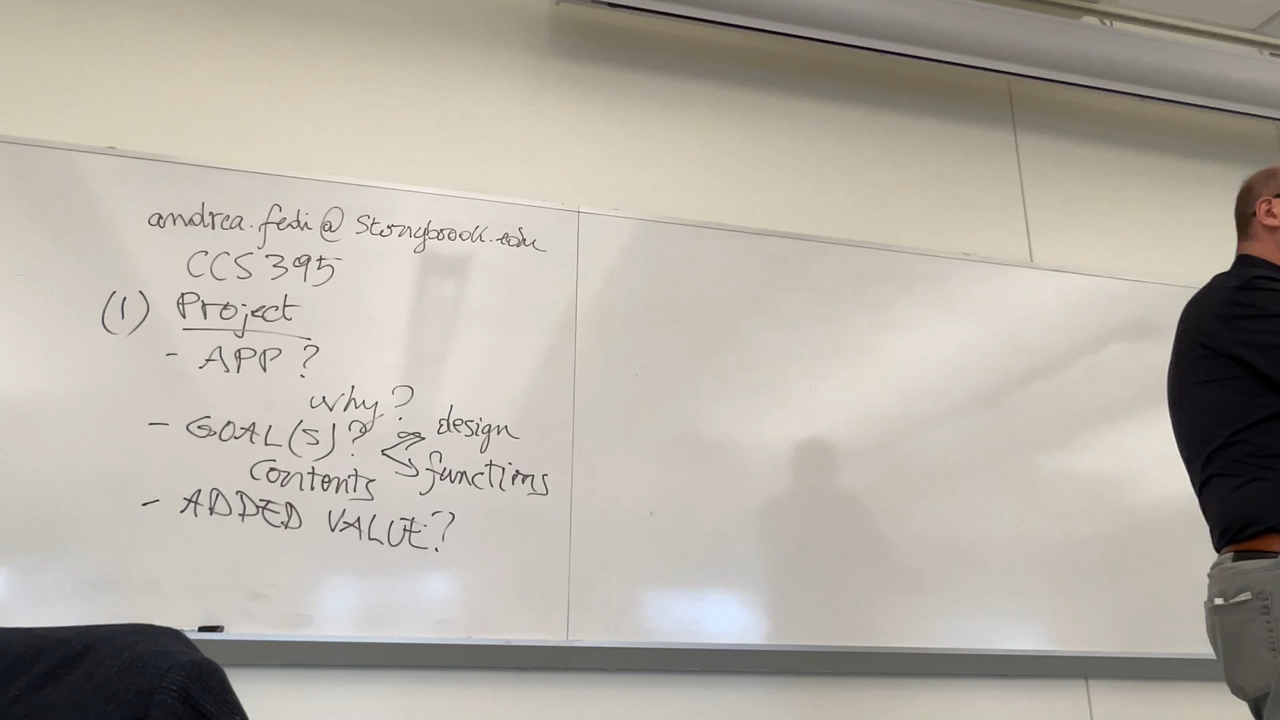 andrea.fedi@stonybrook.edu
CCS 395
(1) Project
- APP?
why?
- GOAL(S)? design
contents functions
- ADDED VALUE?